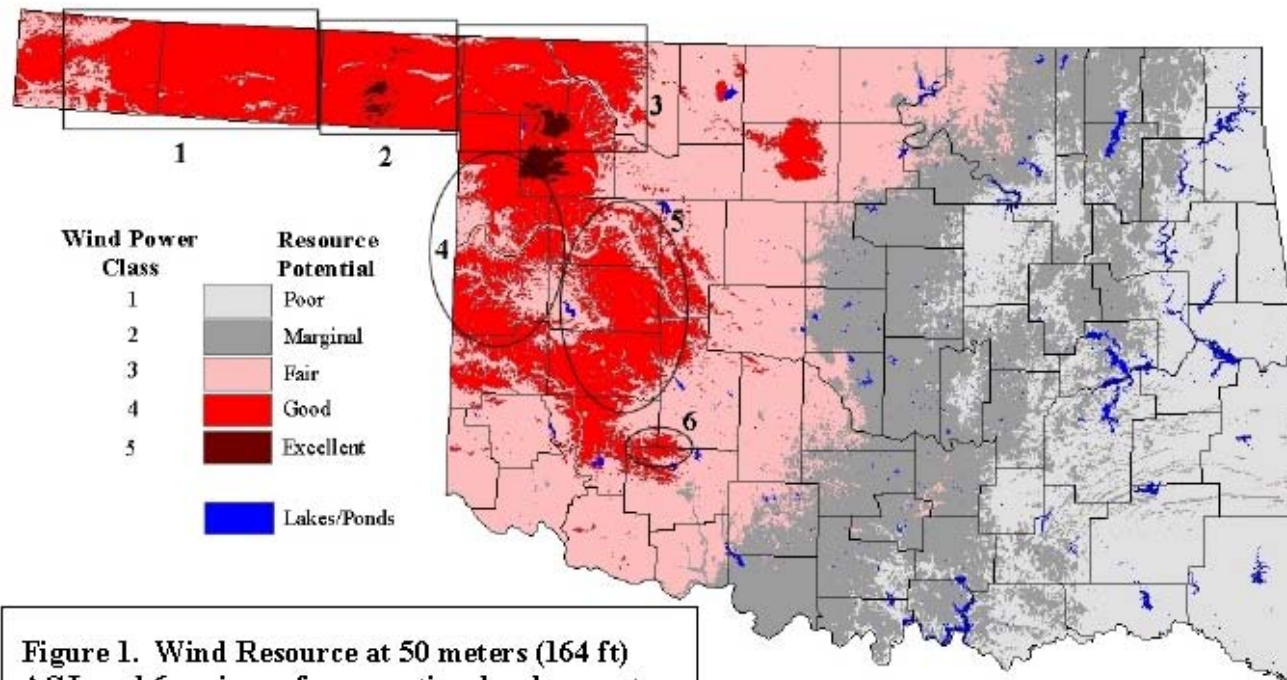 1
2
3
4
5
6
Wind Power
Class
Resource
Potential
1 Poor
2 Marginal
3 Fair
4 Good
5 Excellent
Lakes/Ponds
Figure 1. Wind Resource at 50 meters (164 ft)